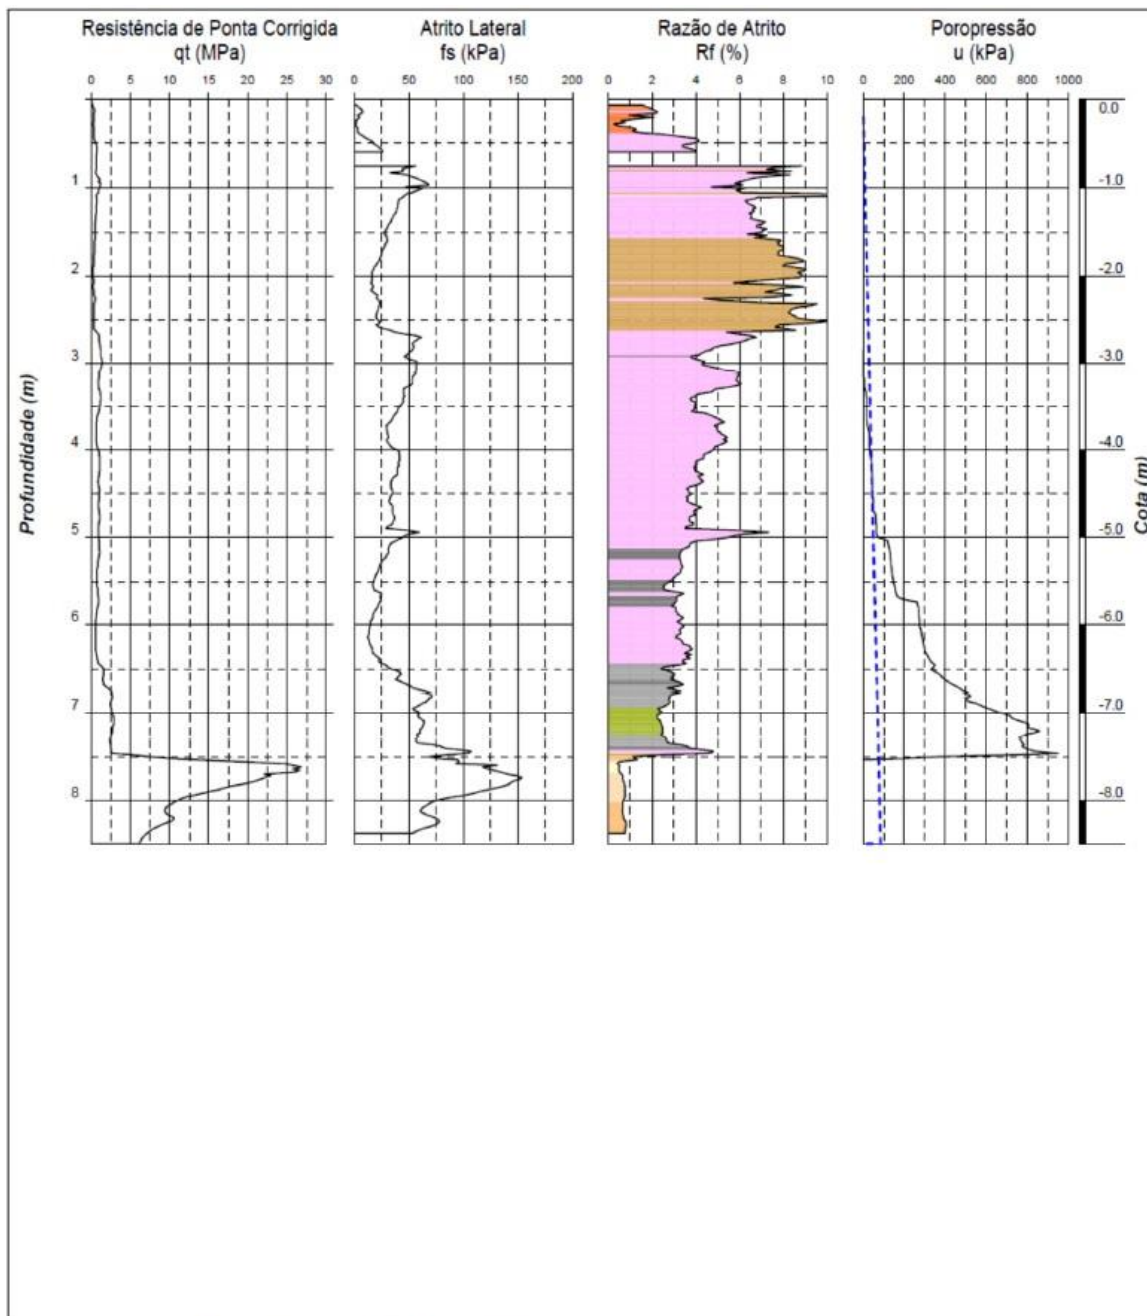 Resistência de Ponta Corrigida
qt (MPa)
Atrito Lateral
fs (kPa)
Razão de Atrito
Rf (%)
Poropressão
u (kPa)
0 5 10 15 20 25 30
0 50 100 150 200
0 2 4 6 8 10
0 200 400 600 800 1000
0.0
1
-1.0
2
-2.0
3
-3.0
4
-4.0
5
-5.0
6
-6.0
7
-7.0
8
-8.0
Profundidade (m)
Cota (m)